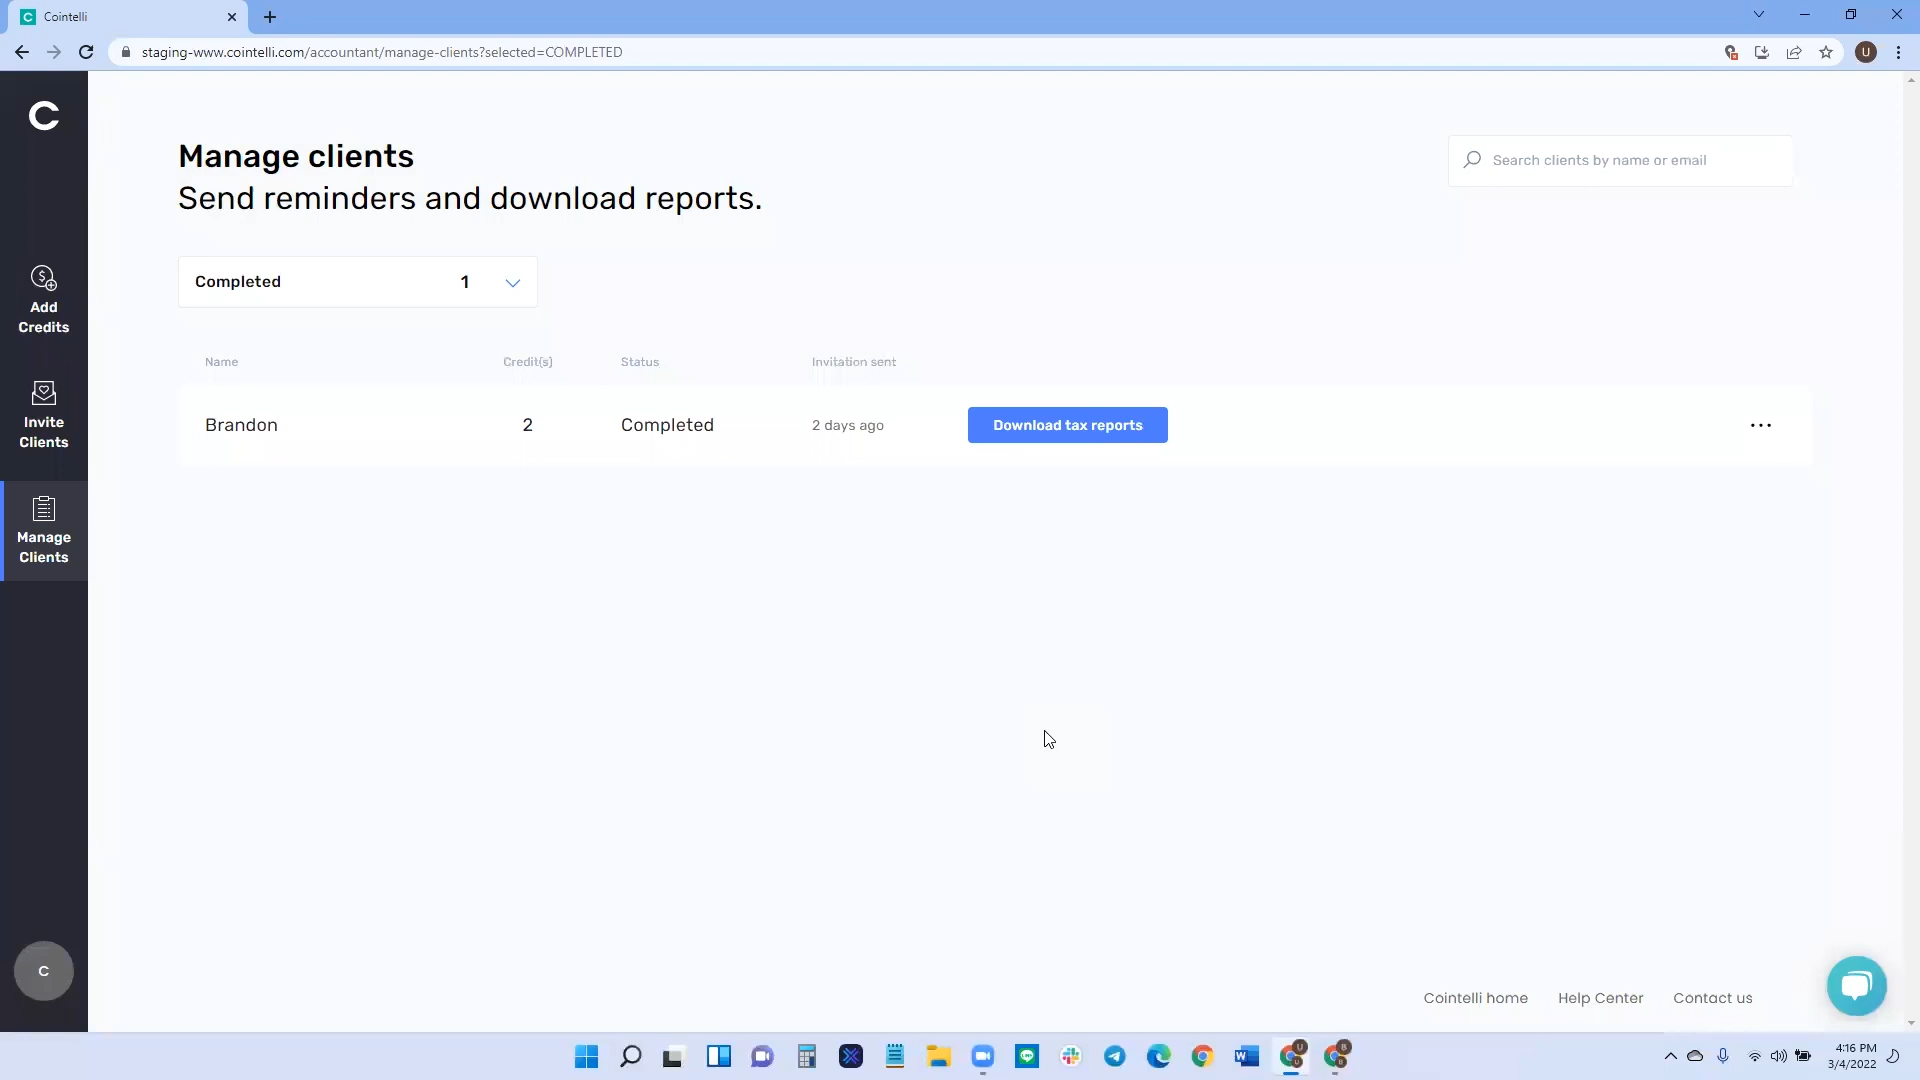 Cointelli
staging-www.cointelli.com/accountant/manage-clients?selected=COMPLETED
U
C
Manage clients
Send reminders and download reports.
Search clients by name or email
Completed 1
Add
Credits
Invite
Clients
Manage
Clients
Name Credit(s) Status Invitation sent
Brandon 2 Completed 2 days ago Download tax reports
C
Cointelli home Help Center Contact us
4:16 PM
3/4/2022